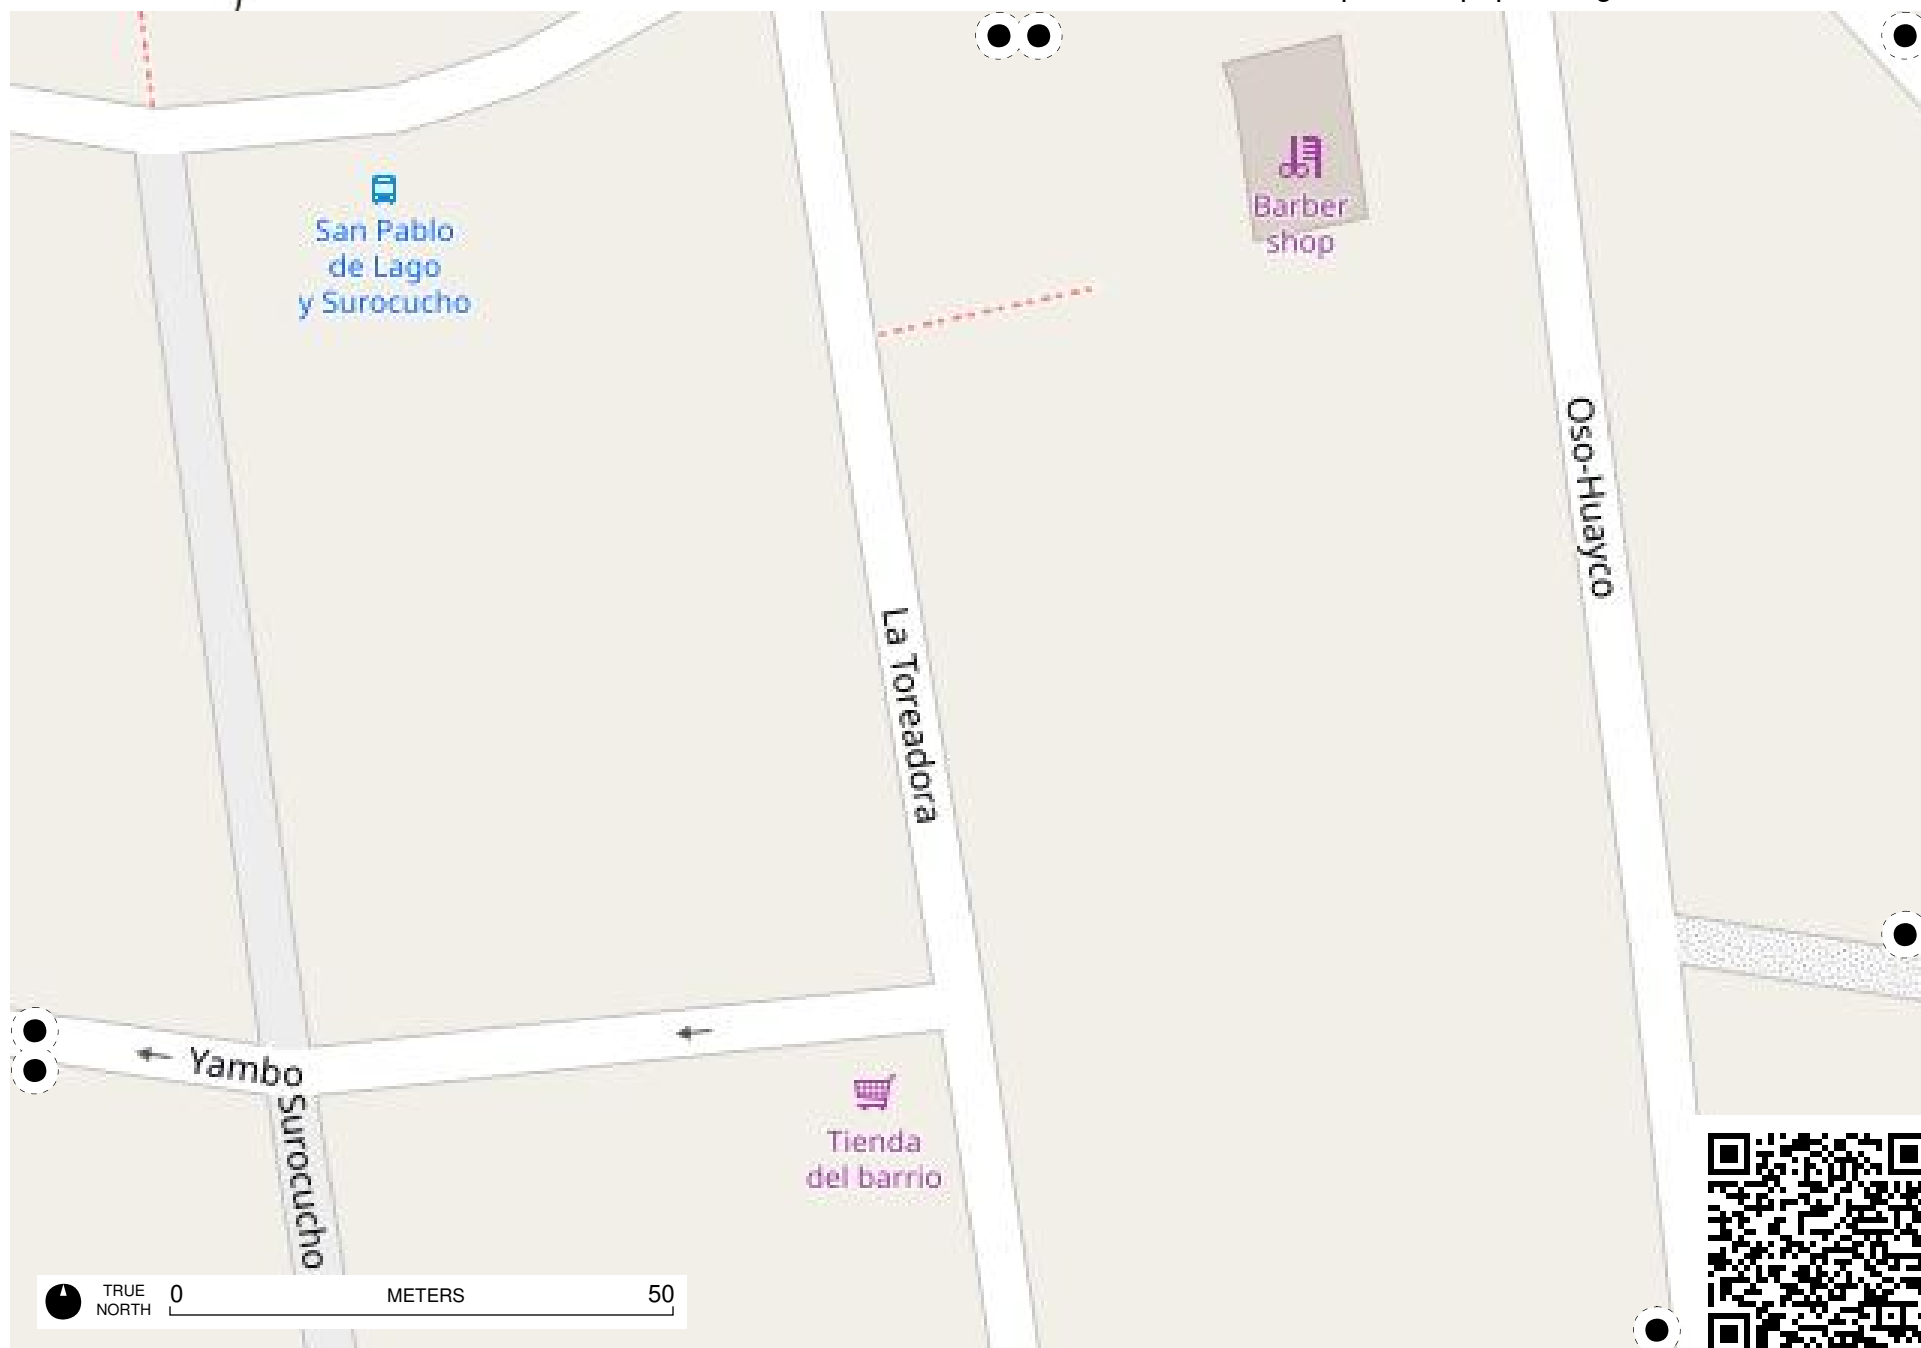 Barber
shop
San Pablo
de Lago
y Surocucho
Oso-Huayco
La Toreadora
Yambo
Surocucho
Tienda
del barrio
TRUE
NORTH
0
METERS
50